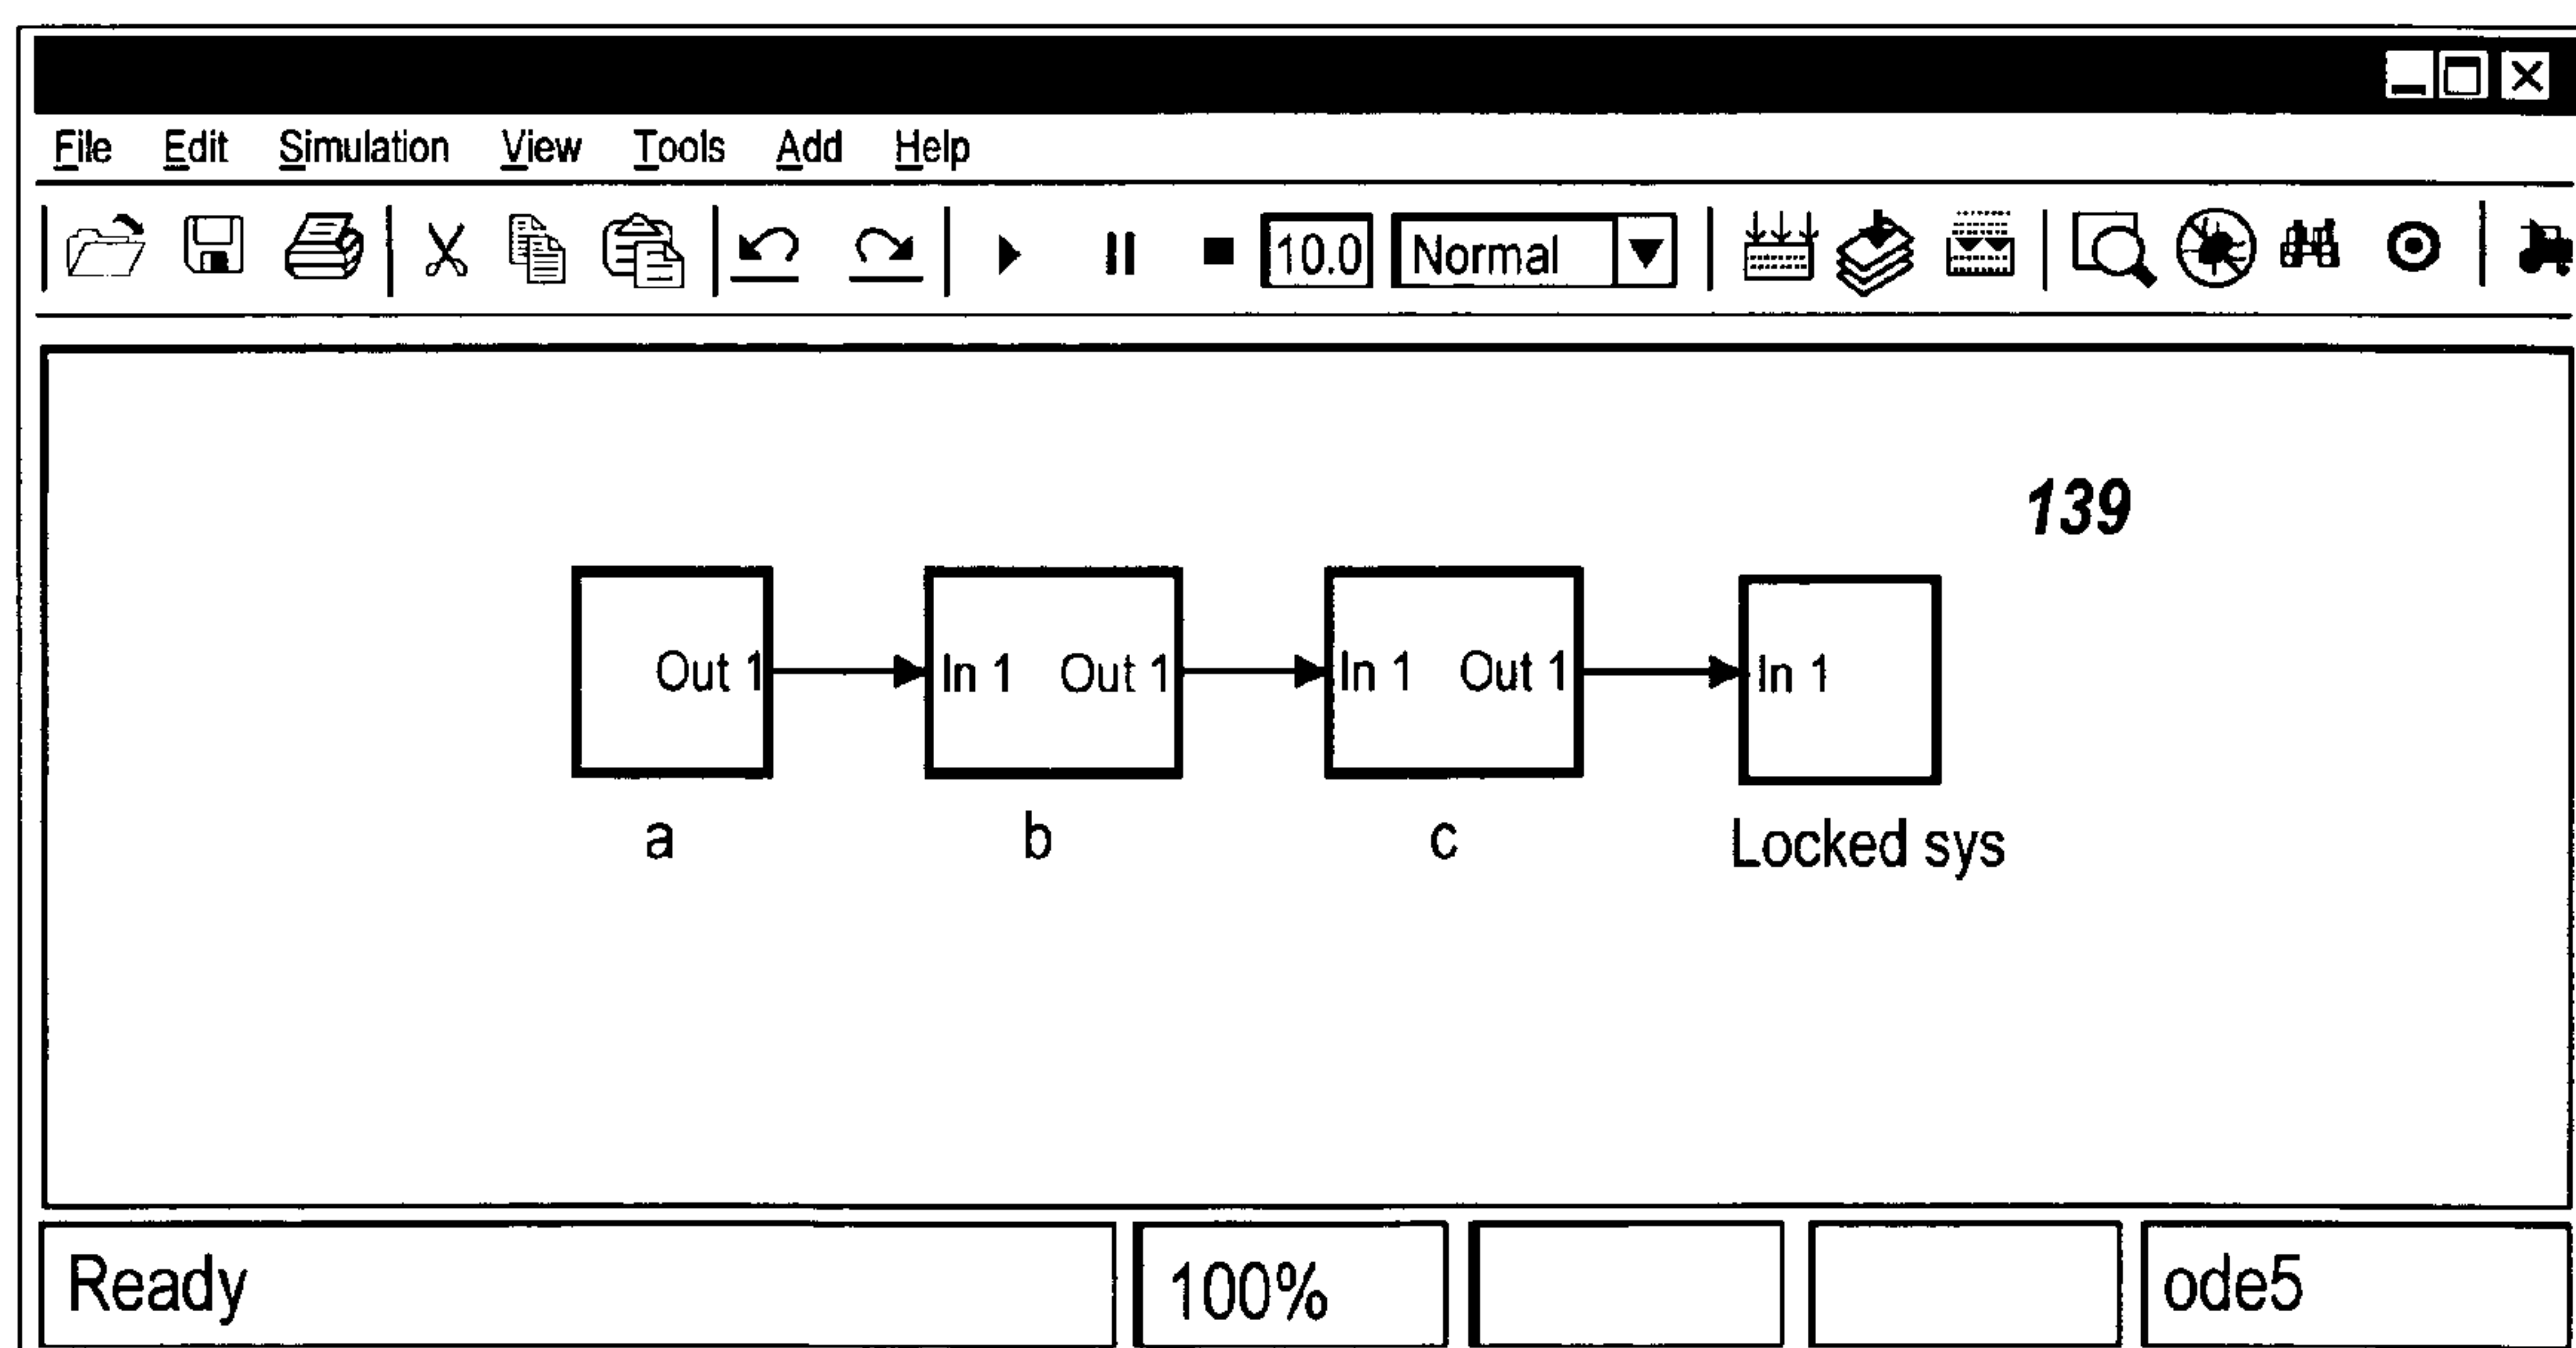 File Edit Simulation View Tools Add Help
10.0 Normal
139
Out 1 In 1 Out 1 In 1 Out 1 In 1
a b c Locked sys
Ready 100% ode5